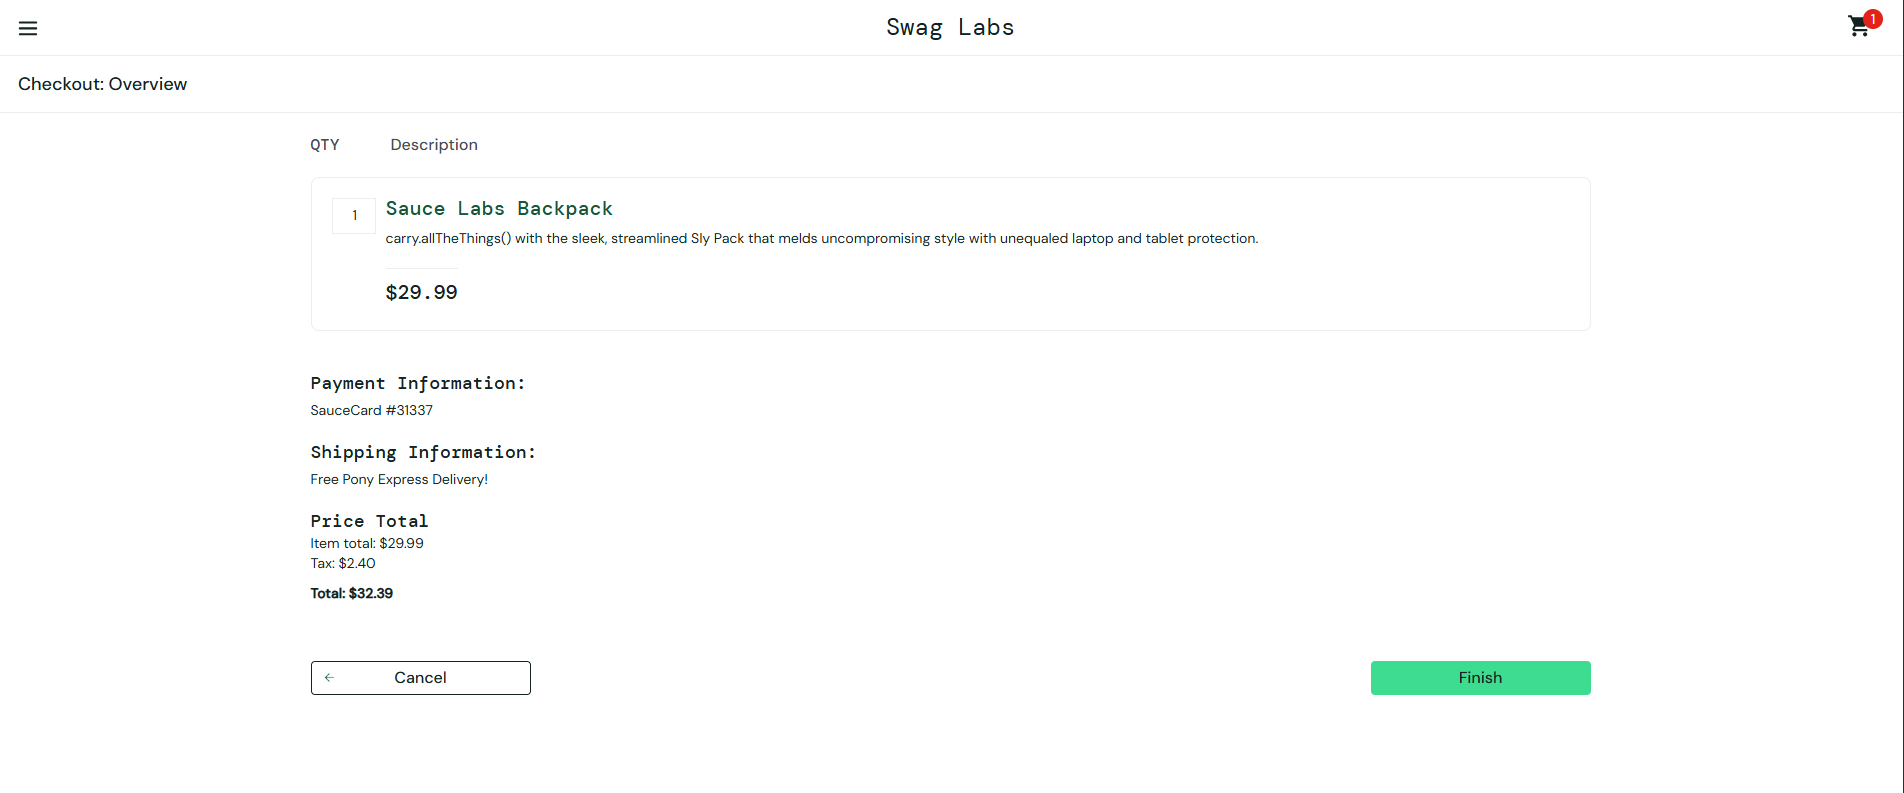 Swag Labs
1
Checkout: Overview
QTY Description
1
Sauce Labs Backpack
carry.allTheThings() with the sleek, streamlined Sly Pack that melds uncompromising style with unequaled laptop and tablet protection.
$29.99
Payment Information:
SauceCard #31337
Shipping Information:
Free Pony Express Delivery!
Price Total
Item total: $29.99
Tax: $2.40
Total: $32.39
Cancel
Finish